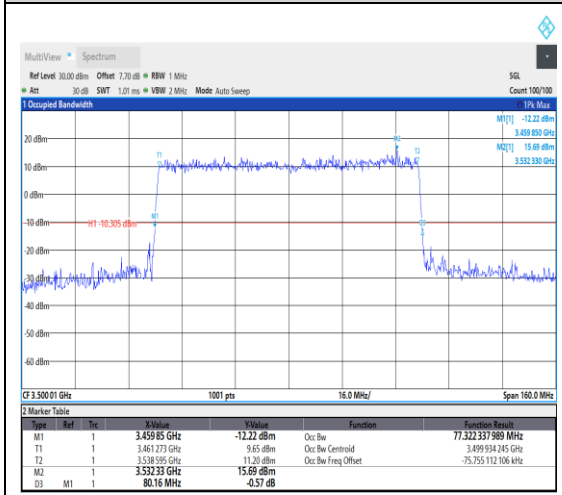 MultiView Spectrum
Ref Level 30.00 dBm Offset 7.70 dB RBW 1 MHz SGL
Att 30 dB SWT 1.01 ms VBW 2 MHz Mode Auto Sweep Count 100/100
1 Occupied Bandwidth 1Pk Max
M1[1] -12.22 dBm
3.459 850 GHz
M2[1] 15.69 dBm
3.532 330 GHz
20 dBm
M2
T1 T2
10 dBm
0 dBm
M1
-10 dBm
H1 -10.305 dBm
D3
-20 dBm
-30 dBm
-40 dBm
-50 dBm
-60 dBm
CF 3.500 01 GHz 1001 pts 16.0 MHz/ Span 160.0 MHz
2 Marker Table
Type Ref Trc X-Value Y-Value Function Function Result
M1 1 3.459 85 GHz -12.22 dBm Occ Bw 77.322 337 989 MHz
T1 1 3.461 273 GHz 9.65 dBm Occ Bw Centroid 3.499 934 245 GHz
T2 1 3.538 595 GHz 11.20 dBm Occ Bw Freq Offset -75.755 112 106 kHz
M2 1 3.532 33 GHz 15.69 dBm
D3 M1 1 80.16 MHz -0.57 dB